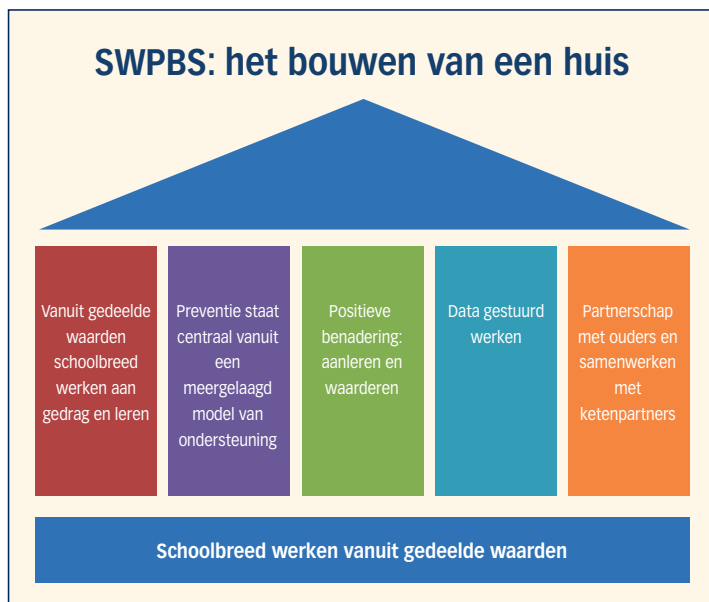 SWPBS: het bouwen van een huis
Vanuit gedeelde
waarden
schoolbreed
werken aan
gedrag en leren
Preventie staat
centraal vanuit
een
meergelaagd
model van
ondersteuning
Positieve
benadering:
aanleren en
waarderen
Data gestuurd
werken
Partnerschap
met ouders en
samenwerken
met
ketenpartners
Schoolbreed werken vanuit gedeelde waarden